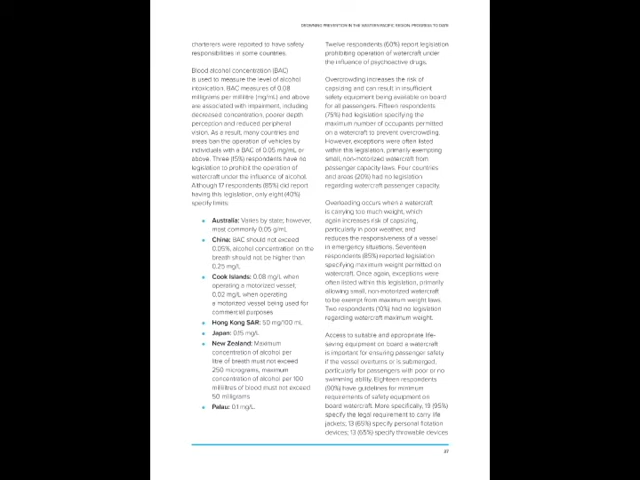 DROWNING PREVENTION IN THE WESTERN PACIFIC REGION: PROGRESS TO DATE
charterers were reported to have safety
responsibilities in some countries.
Blood alcohol concentration (BAC)
is used to measure the level of alcohol
intoxication. BAC measures of 0.08
milligrams per millilitre (mg/mL) and above
are associated with impairment, including
decreased concentration, poorer depth
perception and reduced peripheral
vision. As a result, many countries and
areas ban the operation of vehicles by
individuals with a BAC of 0.05 mg/mL or
above. Three (15%) respondents have no
legislation to prohibit the operation of
watercraft under the influence of alcohol.
Although 17 respondents (85%) did report
having this legislation, only eight (40%)
specify limits:
• Australia: Varies by state; however,
most commonly 0.05 g/mL
• China: BAC should not exceed
0.05%, alcohol concentration on the
breath should not be higher than
0.25 mg/L
• Cook Islands: 0.08 mg/L when
operating a motorized vessel,
0.02 mg/L when operating
a motorized vessel being used for
commercial purposes
• Hong Kong SAR: 50 mg/100 mL
• Japan: 0.15 mg/L
• New Zealand: Maximum
concentration of alcohol per
litre of breath must not exceed
250 micrograms, maximum
concentration of alcohol per 100
millilitres of blood must not exceed
50 milligrams
• Palau: 0.1 mg/L.
Twelve respondents (60%) report legislation
prohibiting operation of watercraft under
the influence of psychoactive drugs.
Overcrowding increases the risk of
capsizing and can result in insufficient
safety equipment being available on board
for all passengers. Fifteen respondents
(75%) had legislation specifying the
maximum number of occupants permitted
on a watercraft to prevent overcrowding.
However, exceptions were often listed
within this legislation, primarily exempting
small, non-motorized watercraft from
passenger capacity laws. Four countries
and areas (20%) had no legislation
regarding watercraft passenger capacity.
Overloading occurs when a watercraft
is carrying too much weight, which
again increases risk of capsizing,
particularly in poor weather, and
reduces the responsiveness of a vessel
in emergency situations. Seventeen
respondents (85%) reported legislation
specifying maximum weight permitted on
watercraft. Once again, exceptions were
often listed within this legislation, primarily
allowing small, non-motorized watercraft
to be exempt from maximum weight laws.
Two respondents (10%) had no legislation
regarding watercraft maximum weight.
Access to suitable and appropriate life-
saving equipment on board a watercraft
is important for ensuring passenger safety
if the vessel overturns or is submerged,
particularly for passengers with poor or no
swimming ability. Eighteen respondents
(90%) have guidelines for minimum
requirements of safety equipment on
board watercraft. More specifically, 19 (95%)
specify the legal requirement to carry life
jackets; 13 (65%) specify personal flotation
devices; 13 (65%) specify throwable devices
37